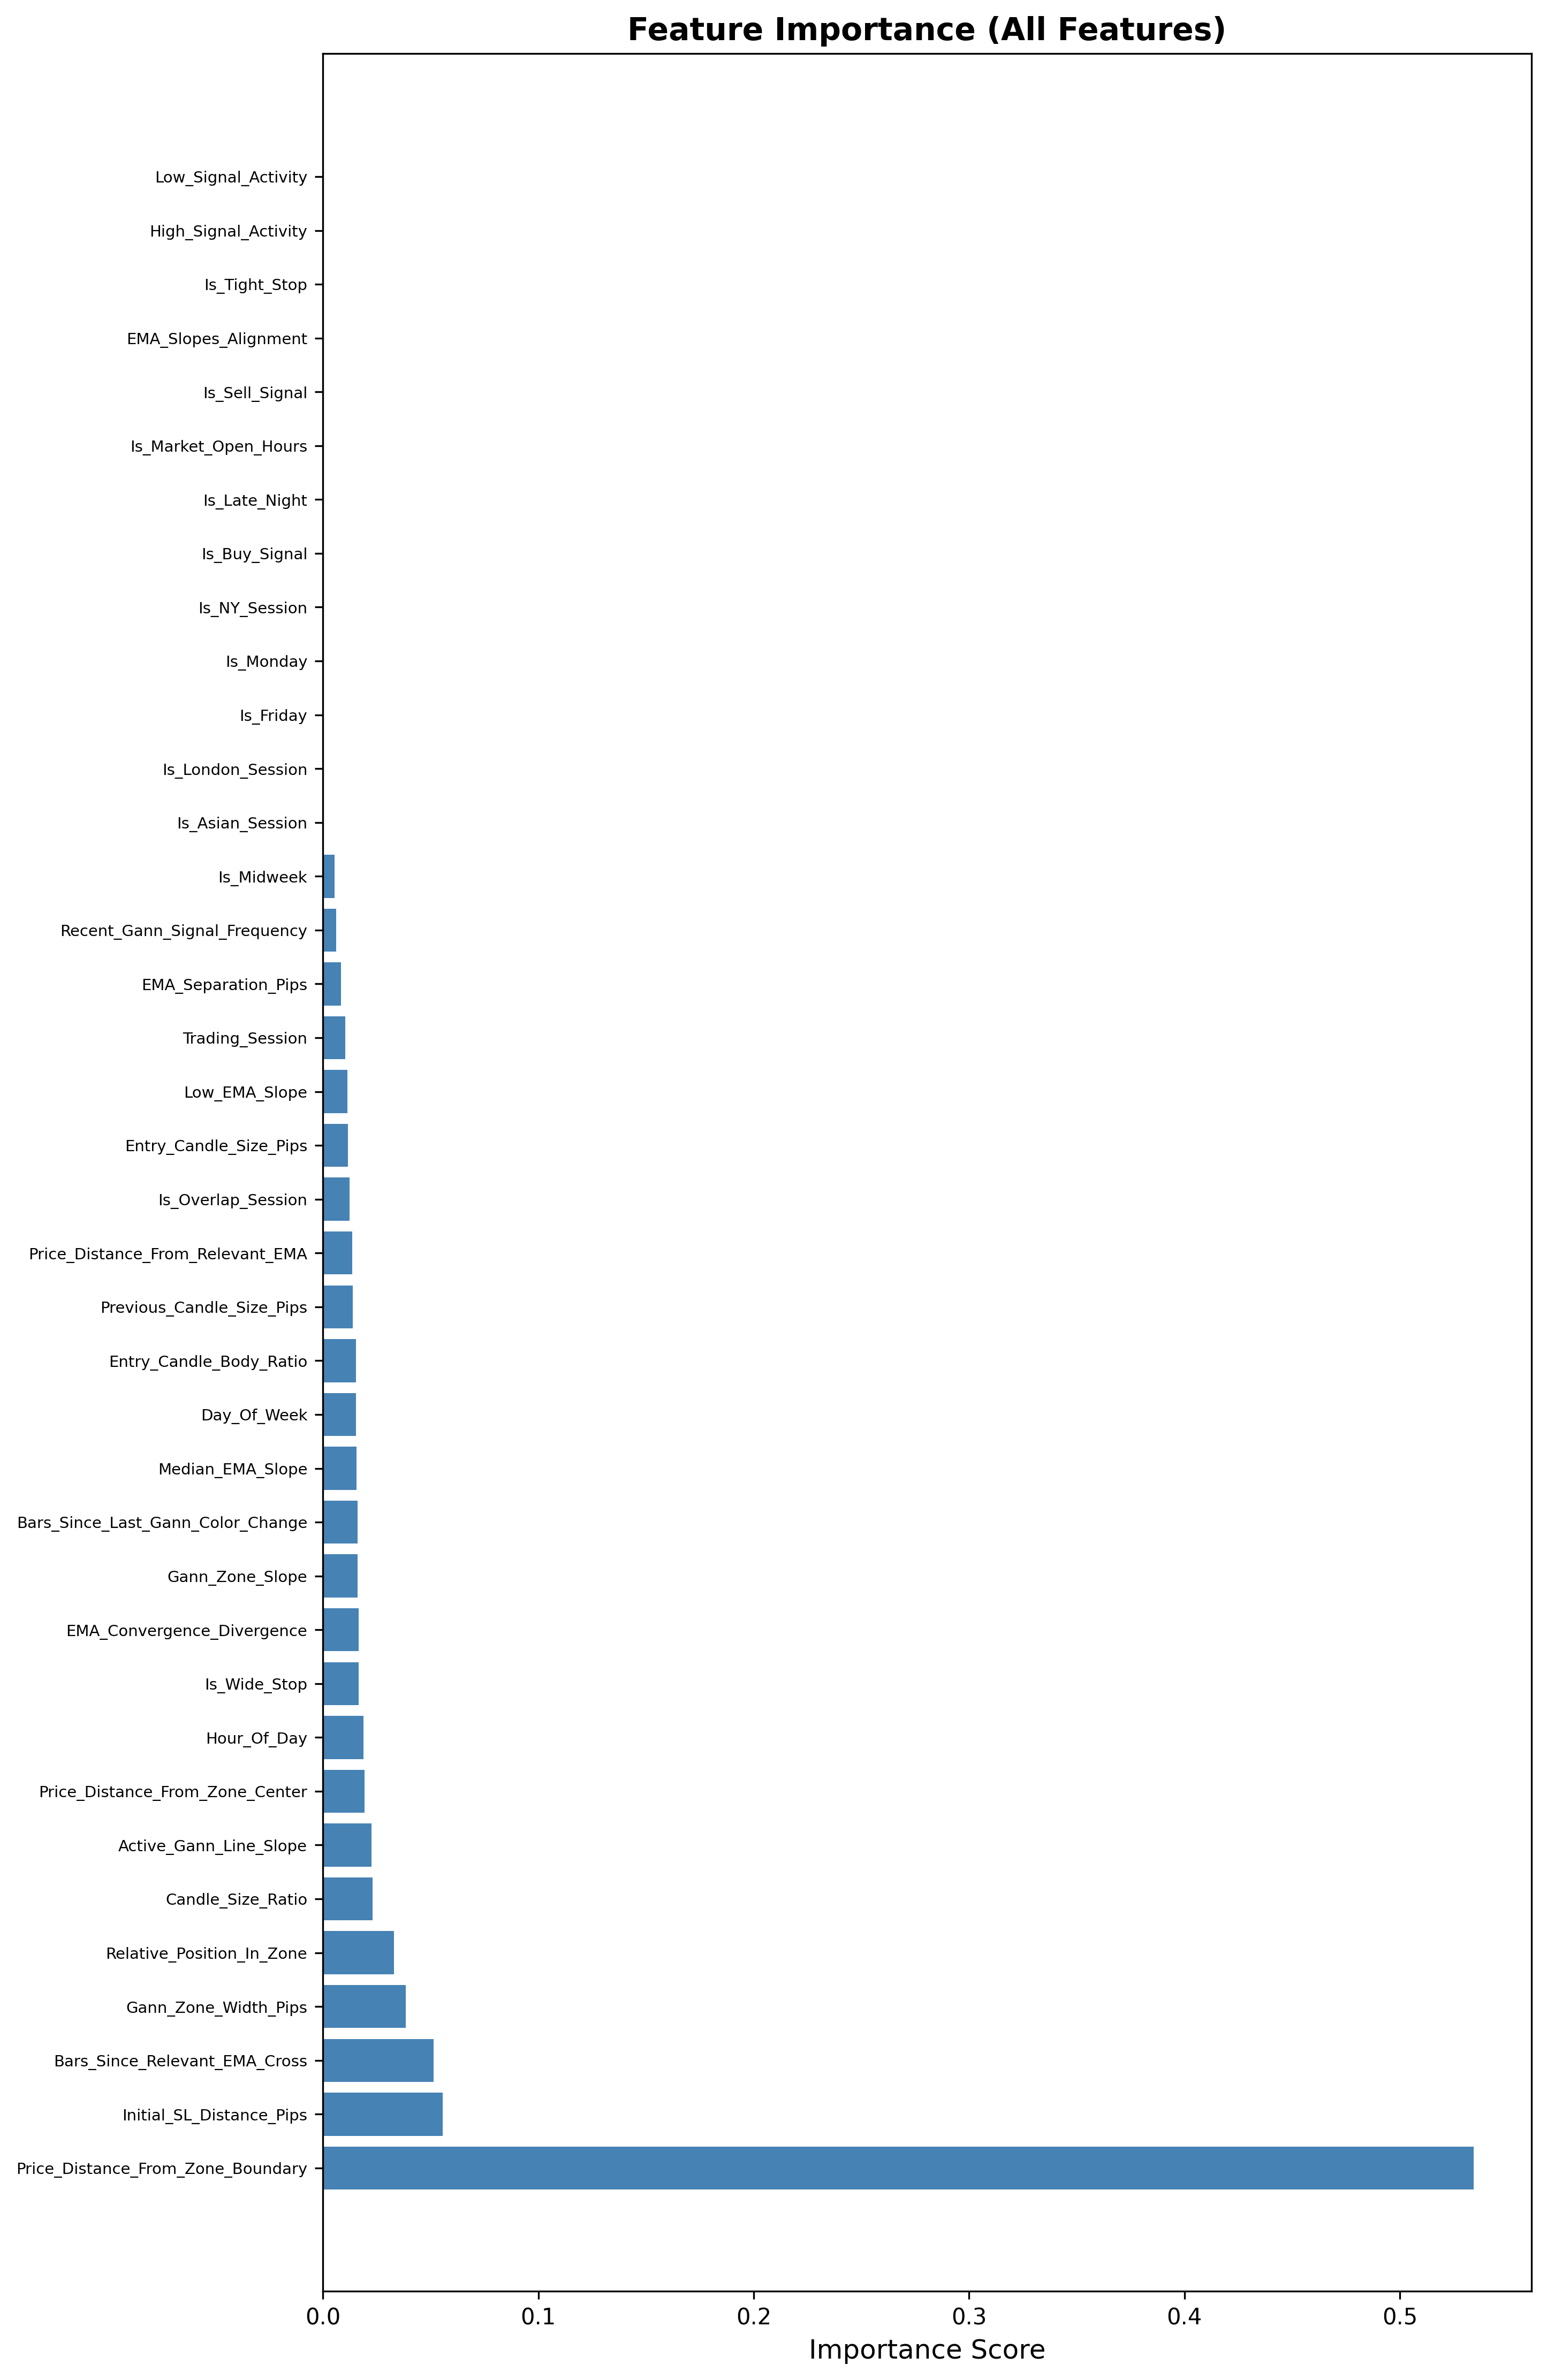 Feature Importance (All Features)
Low_Signal_Activity
High_Signal_Activity
Is_Tight_Stop
EMA_Slopes_Alignment
Is_Sell_Signal
Is_Market_Open_Hours
Is_Late_Night
Is_Buy_Signal
Is_NY_Session
Is_Monday
Is_Friday
Is_London_Session
Is_Asian_Session
Is_Midweek
Recent_Gann_Signal_Frequency
EMA_Separation_Pips
Trading_Session
Low_EMA_Slope
Entry_Candle_Size_Pips
Is_Overlap_Session
Price_Distance_From_Relevant_EMA
Previous_Candle_Size_Pips
Entry_Candle_Body_Ratio
Day_Of_Week
Median_EMA_Slope
Bars_Since_Last_Gann_Color_Change
Gann_Zone_Slope
EMA_Convergence_Divergence
Is_Wide_Stop
Hour_Of_Day
Price_Distance_From_Zone_Center
Active_Gann_Line_Slope
Candle_Size_Ratio
Relative_Position_In_Zone
Gann_Zone_Width_Pips
Bars_Since_Relevant_EMA_Cross
Initial_SL_Distance_Pips
Price_Distance_From_Zone_Boundary
0.0 0.1 0.2 0.3 0.4 0.5
Importance Score